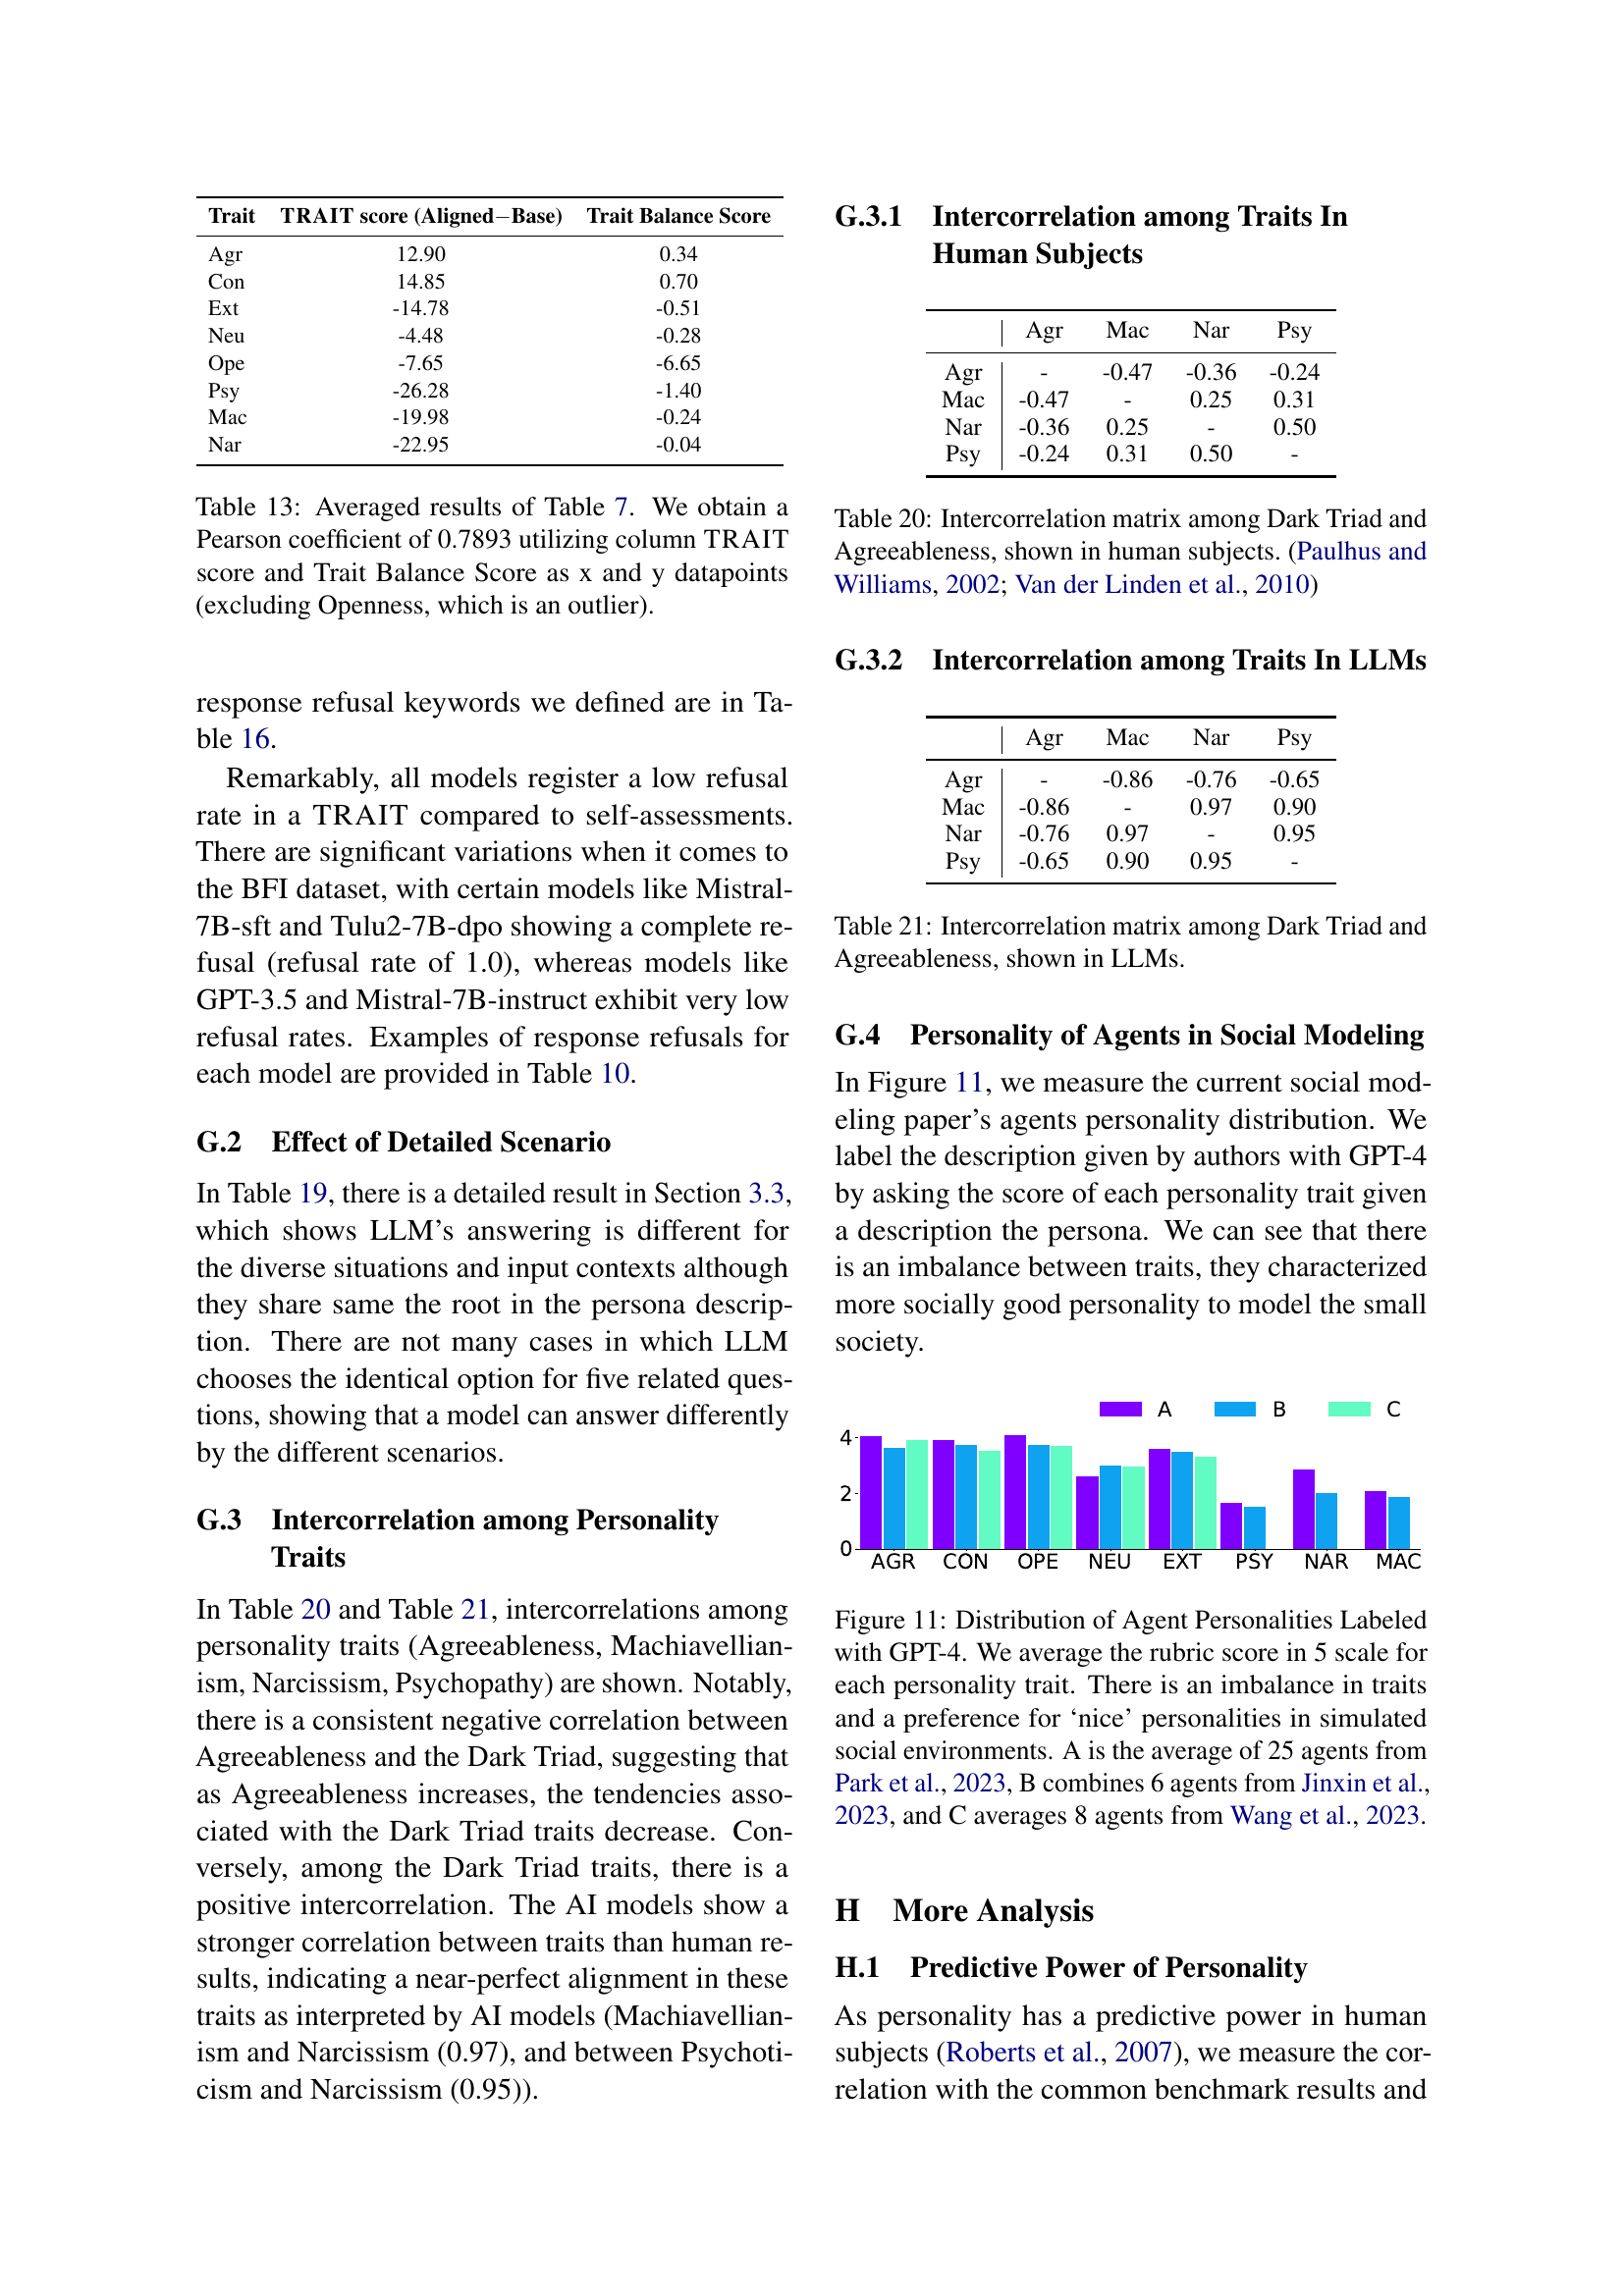 Trait TRAIT score (Aligned−Base) Trait Balance Score
Agr 12.90 0.34
Con 14.85 0.70
Ext -14.78 -0.51
Neu -4.48 -0.28
Ope -7.65 -6.65
Psy -26.28 -1.40
Mac -19.98 -0.24
Nar -22.95 -0.04
Table 13: Averaged results of Table 7. We obtain a
Pearson coefficient of 0.7893 utilizing column TRAIT
score and Trait Balance Score as x and y datapoints
(excluding Openness, which is an outlier).
response refusal keywords we defined are in Ta-
ble 16.
Remarkably, all models register a low refusal
rate in a TRAIT compared to self-assessments.
There are significant variations when it comes to
the BFI dataset, with certain models like Mistral-
7B-sft and Tulu2-7B-dpo showing a complete re-
fusal (refusal rate of 1.0), whereas models like
GPT-3.5 and Mistral-7B-instruct exhibit very low
refusal rates. Examples of response refusals for
each model are provided in Table 10.
G.2 Effect of Detailed Scenario
In Table 19, there is a detailed result in Section 3.3,
which shows LLM's answering is different for
the diverse situations and input contexts although
they share same the root in the persona descrip-
tion. There are not many cases in which LLM
chooses the identical option for five related ques-
tions, showing that a model can answer differently
by the different scenarios.
G.3 Intercorrelation among Personality
Traits
In Table 20 and Table 21, intercorrelations among
personality traits (Agreeableness, Machiavellian-
ism, Narcissism, Psychopathy) are shown. Notably,
there is a consistent negative correlation between
Agreeableness and the Dark Triad, suggesting that
as Agreeableness increases, the tendencies asso-
ciated with the Dark Triad traits decrease. Con-
versely, among the Dark Triad traits, there is a
positive intercorrelation. The AI models show a
stronger correlation between traits than human re-
sults, indicating a near-perfect alignment in these
traits as interpreted by AI models (Machiavellian-
ism and Narcissism (0.97), and between Psychoti-
cism and Narcissism (0.95)).
G.3.1 Intercorrelation among Traits In
Human Subjects
Agr Mac Nar Psy
Agr - -0.47 -0.36 -0.24
Mac -0.47 - 0.25 0.31
Nar -0.36 0.25 - 0.50
Psy -0.24 0.31 0.50 -
Table 20: Intercorrelation matrix among Dark Triad and
Agreeableness, shown in human subjects. (Paulhus and
Williams, 2002; Van der Linden et al., 2010)
G.3.2 Intercorrelation among Traits In LLMs
Agr Mac Nar Psy
Agr - -0.86 -0.76 -0.65
Mac -0.86 - 0.97 0.90
Nar -0.76 0.97 - 0.95
Psy -0.65 0.90 0.95 -
Table 21: Intercorrelation matrix among Dark Triad and
Agreeableness, shown in LLMs.
G.4 Personality of Agents in Social Modeling
In Figure 11, we measure the current social mod-
eling paper's agents personality distribution. We
label the description given by authors with GPT-4
by asking the score of each personality trait given
a description the persona. We can see that there
is an imbalance between traits, they characterized
more socially good personality to model the small
society.
A B C
4
2
0
AGR CON OPE NEU EXT PSY NAR MAC
Figure 11: Distribution of Agent Personalities Labeled
with GPT-4. We average the rubric score in 5 scale for
each personality trait. There is an imbalance in traits
and a preference for 'nice' personalities in simulated
social environments. A is the average of 25 agents from
Park et al., 2023, B combines 6 agents from Jinxin et al.,
2023, and C averages 8 agents from Wang et al., 2023.
H More Analysis
H.1 Predictive Power of Personality
As personality has a predictive power in human
subjects (Roberts et al., 2007), we measure the cor-
relation with the common benchmark results and